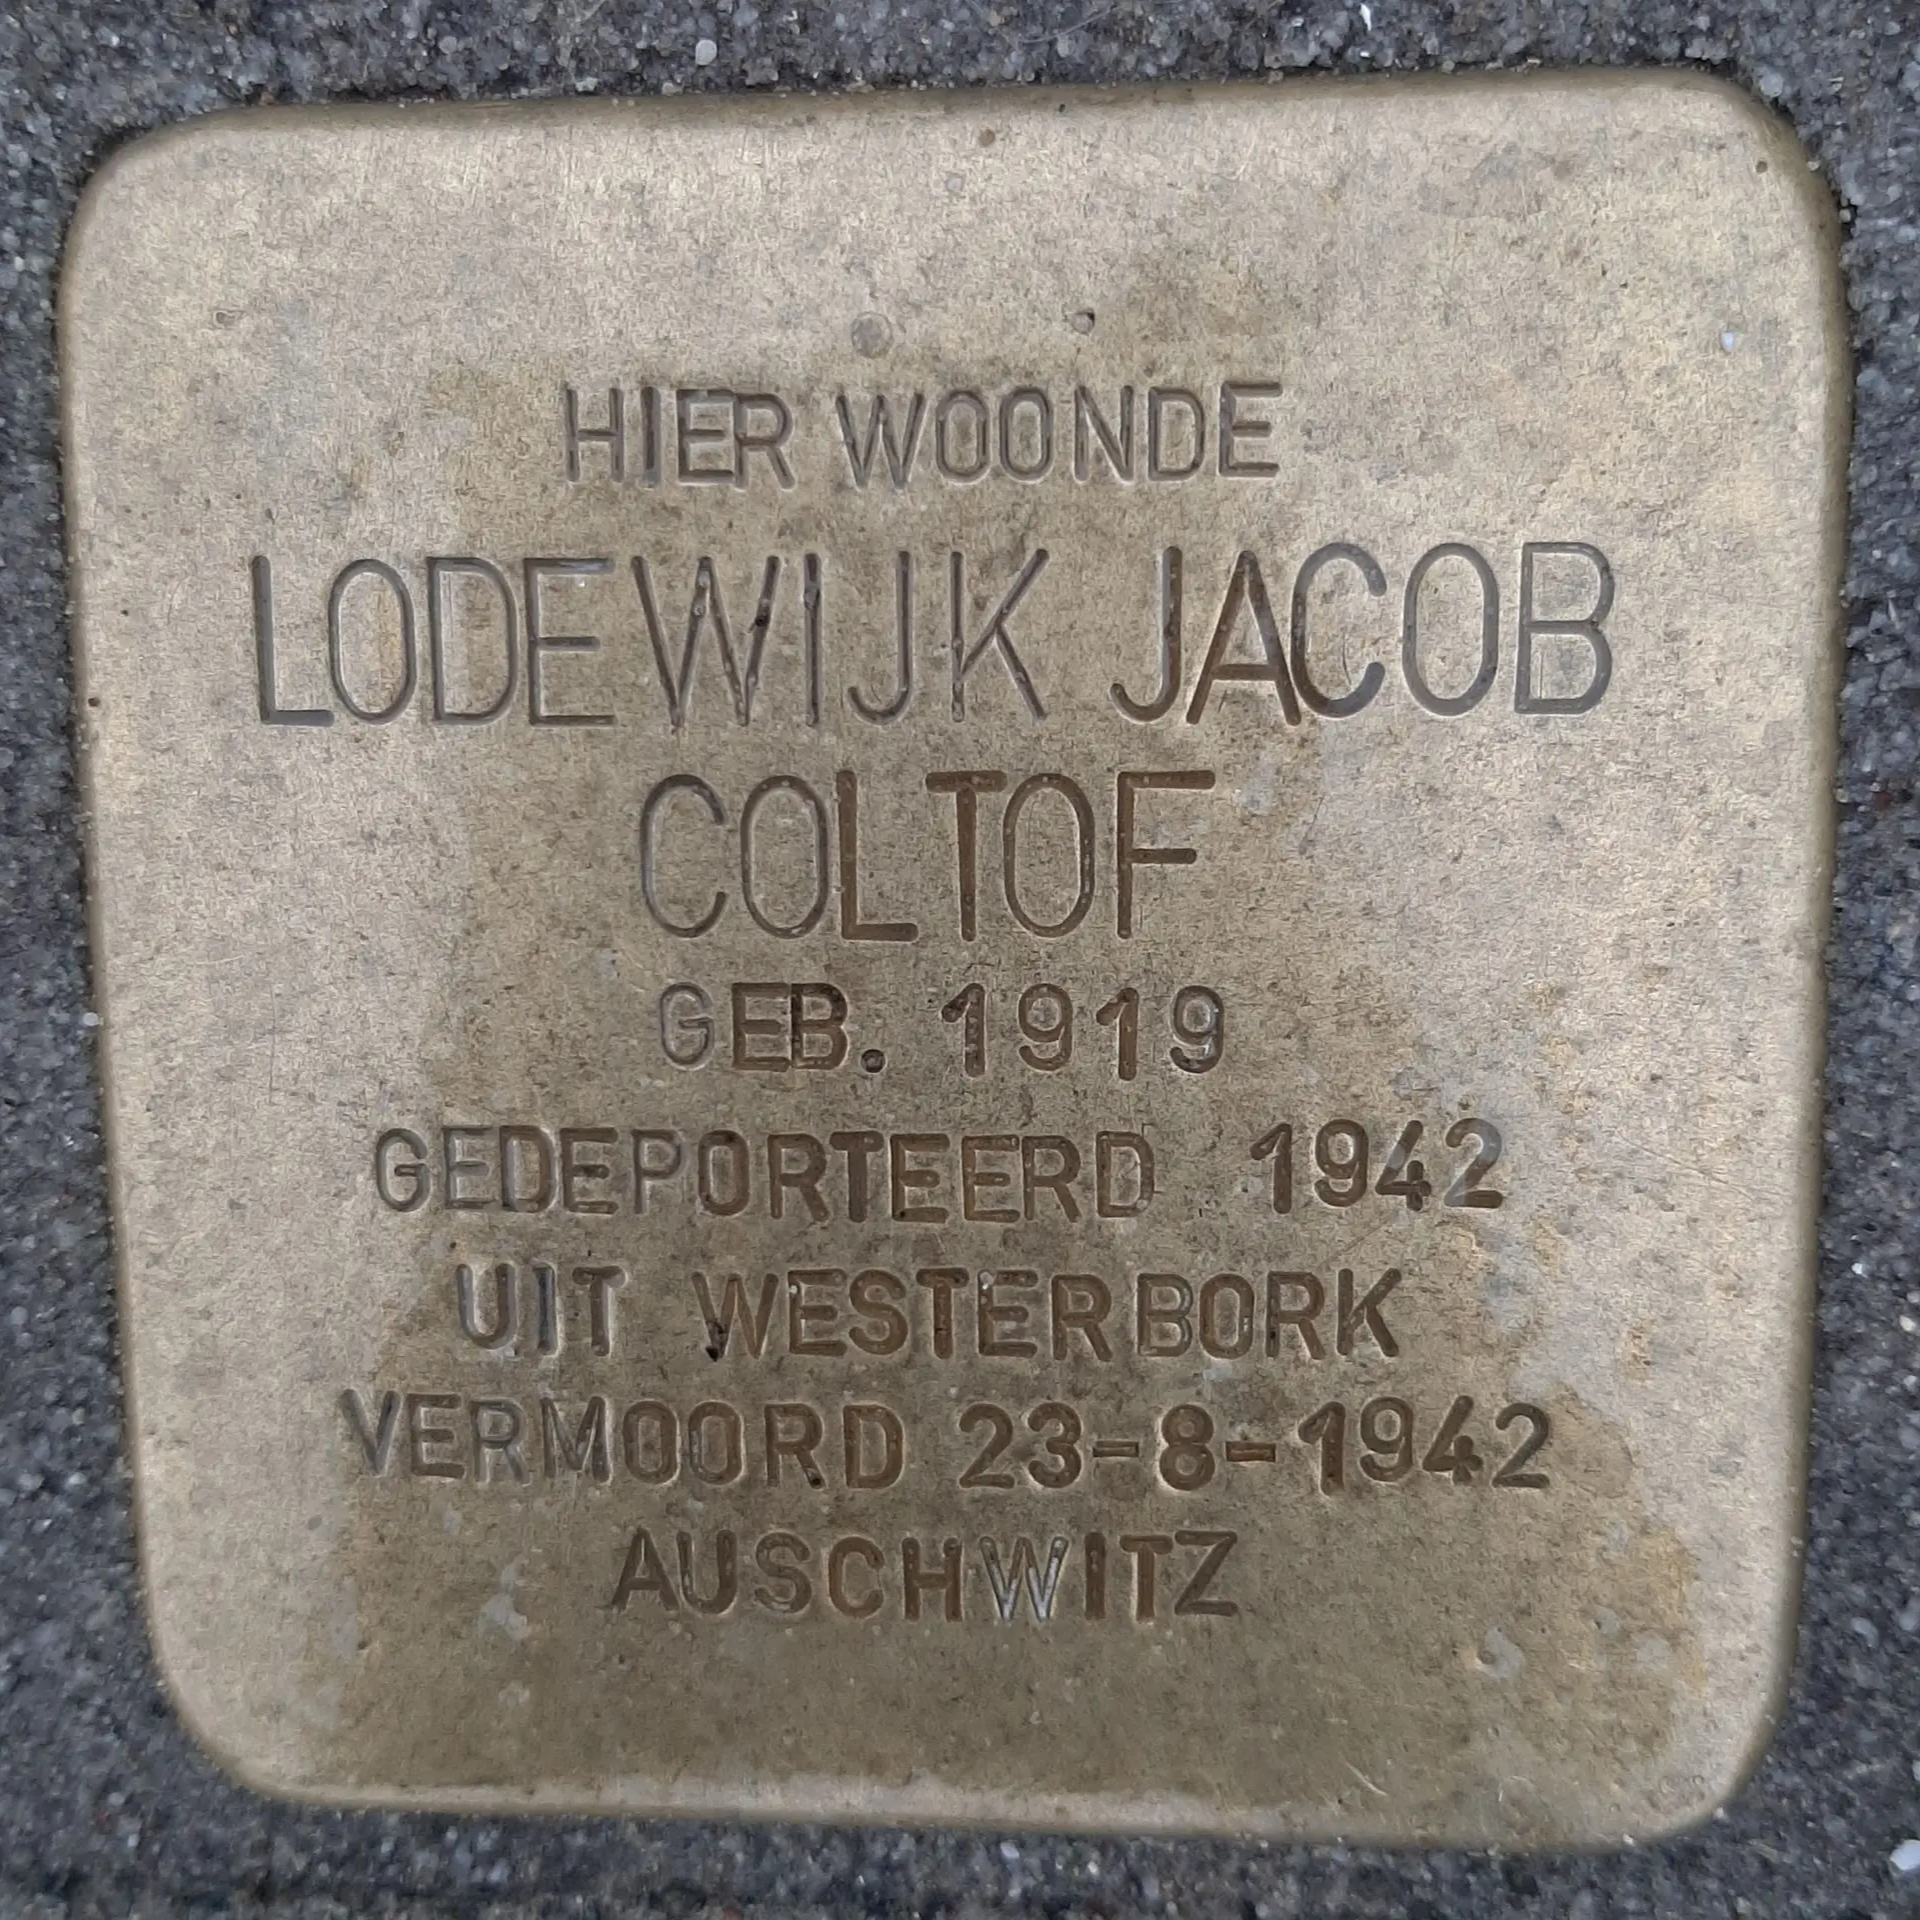 HIER WOONDE
LODEWIJK JACOB
COLTOF
GEB. 1919
GEDEPORTEERD 1942
UIT WESTERBORK
VERMOORD 23-8-1942
AUSCHWITZ